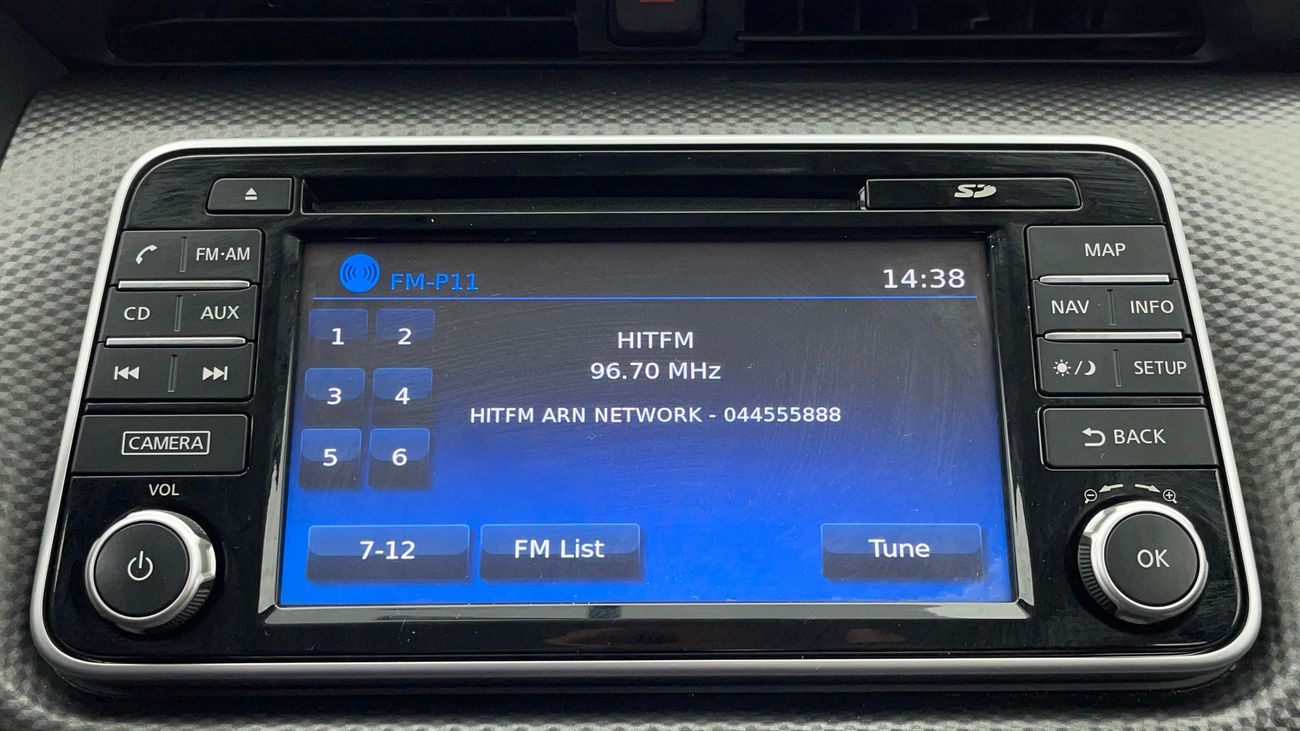 SD
FM·AM
CD
AUX
CAMERA
VOL
FM-P11
14:38
1
2
3
4
5
6
HITFM
96.70 MHz
HITFM ARN NETWORK - 044555888
7-12
FM List
Tune
MAP
NAV
INFO
SETUP
BACK
OK